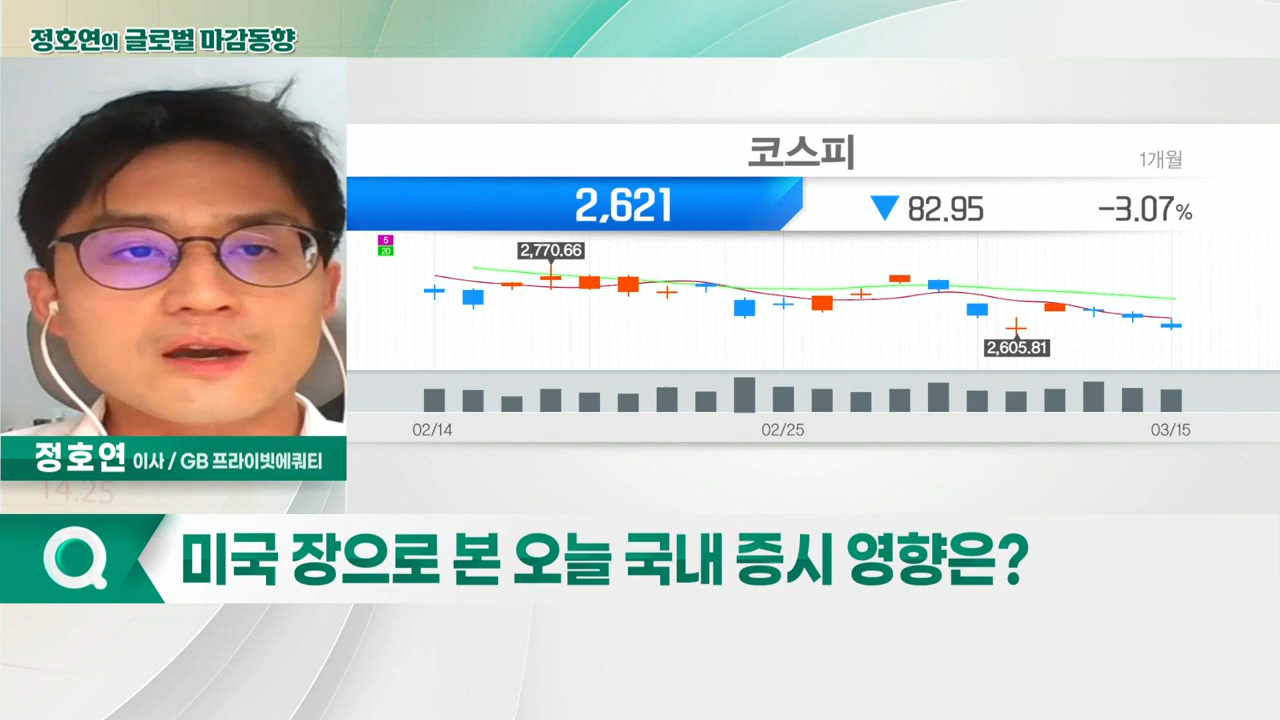 정호연의 글로벌 마감동향
코스피
1개월
2,621
▼ 82.95
-3.07%
5
20
2,770.66
2,605.81
02/14
02/25
03/15
정호연 이사 / GB 프라이빗에쿼티
14.25
Q
미국 장으로 본 오늘 국내 증시 영향은?